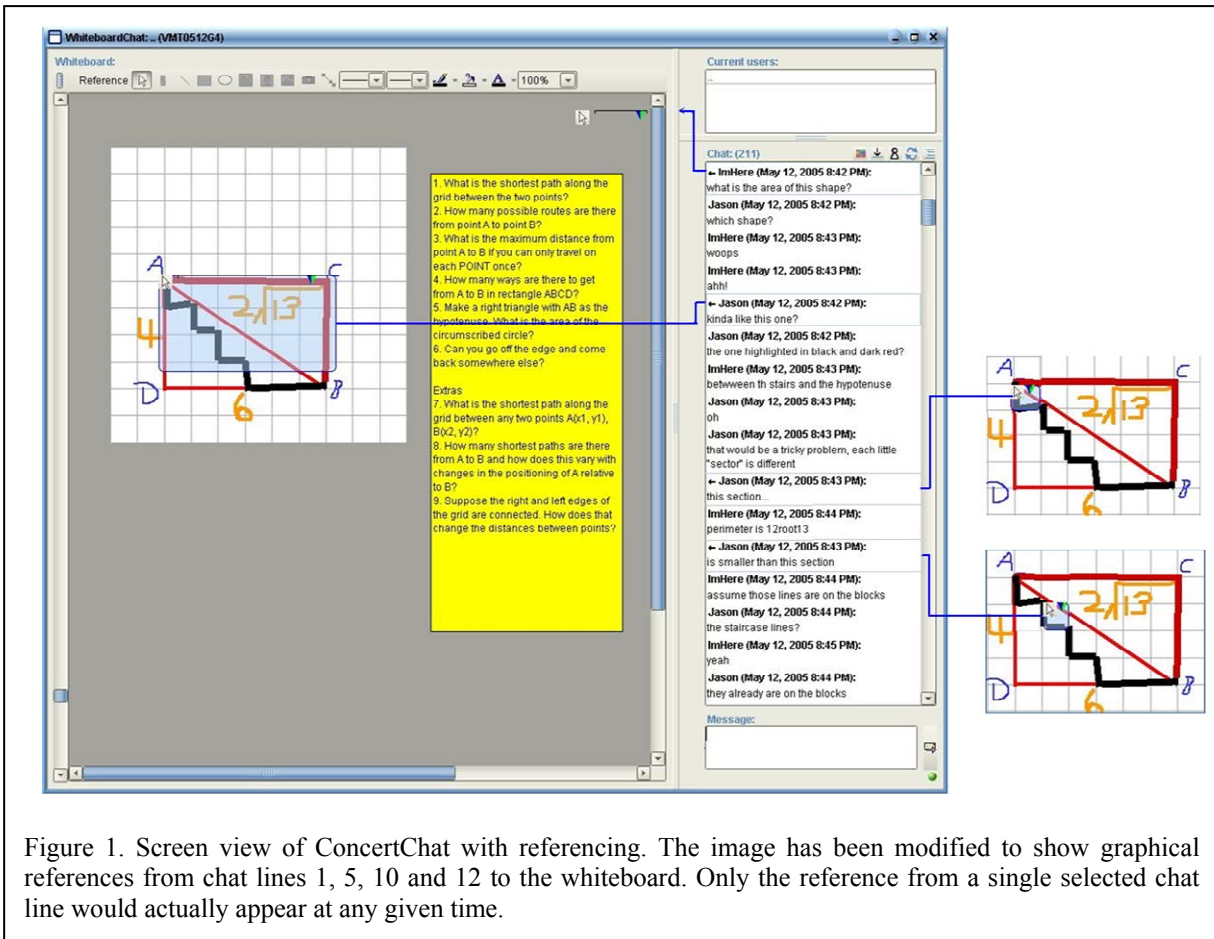 WhiteboardChat: .. (VMT0512G4)
Whiteboard:
Reference
100%
A
C
2√13
4
D
6
B
1. What is the shortest path along the
grid between the two points?
2. How many possible routes are there
from point A to point B?
3. What is the maximum distance from
point A to B if you can only travel on
each POINT once?
4. How many ways are there to get
from A to B in rectangle ABCD?
5. Make a right triangle with AB as the
hypotenuse. What is the area of the
circumscribed circle?
6. Can you go off the edge and come
back somewhere else?
Extras
7. What is the shortest path along the
grid between any two points A(x1, y1),
B(x2, y2)?
8. How many shortest paths are there
from A to B and how does this vary with
changes in the positioning of A relative
to B?
9. Suppose the right and left edges of
the grid are connected. How does that
change the distances between points?
Current users:
..
Chat: (211)
← ImHere (May 12, 2005 8:42 PM):
what is the area of this shape?
Jason (May 12, 2005 8:42 PM):
which shape?
ImHere (May 12, 2005 8:43 PM):
woops
ImHere (May 12, 2005 8:43 PM):
ahh!
← Jason (May 12, 2005 8:42 PM):
kinda like this one?
Jason (May 12, 2005 8:42 PM):
the one highlighted in black and dark red?
ImHere (May 12, 2005 8:43 PM):
betwween th stairs and the hypotenuse
Jason (May 12, 2005 8:43 PM):
oh
Jason (May 12, 2005 8:43 PM):
that would be a tricky problem, each little
"sector" is different
← Jason (May 12, 2005 8:43 PM):
this section...
ImHere (May 12, 2005 8:44 PM):
perimeter is 12root13
← Jason (May 12, 2005 8:43 PM):
is smaller than this section
ImHere (May 12, 2005 8:44 PM):
assume those lines are on the blocks
Jason (May 12, 2005 8:44 PM):
the staircase lines?
ImHere (May 12, 2005 8:45 PM):
yeah
Jason (May 12, 2005 8:44 PM):
they already are on the blocks
Message:
A
C
2√13
4
D
6
B
A
C
2√13
4
D
6
B
Figure 1. Screen view of ConcertChat with referencing. The image has been modified to show graphical
references from chat lines 1, 5, 10 and 12 to the whiteboard. Only the reference from a single selected chat
line would actually appear at any given time.